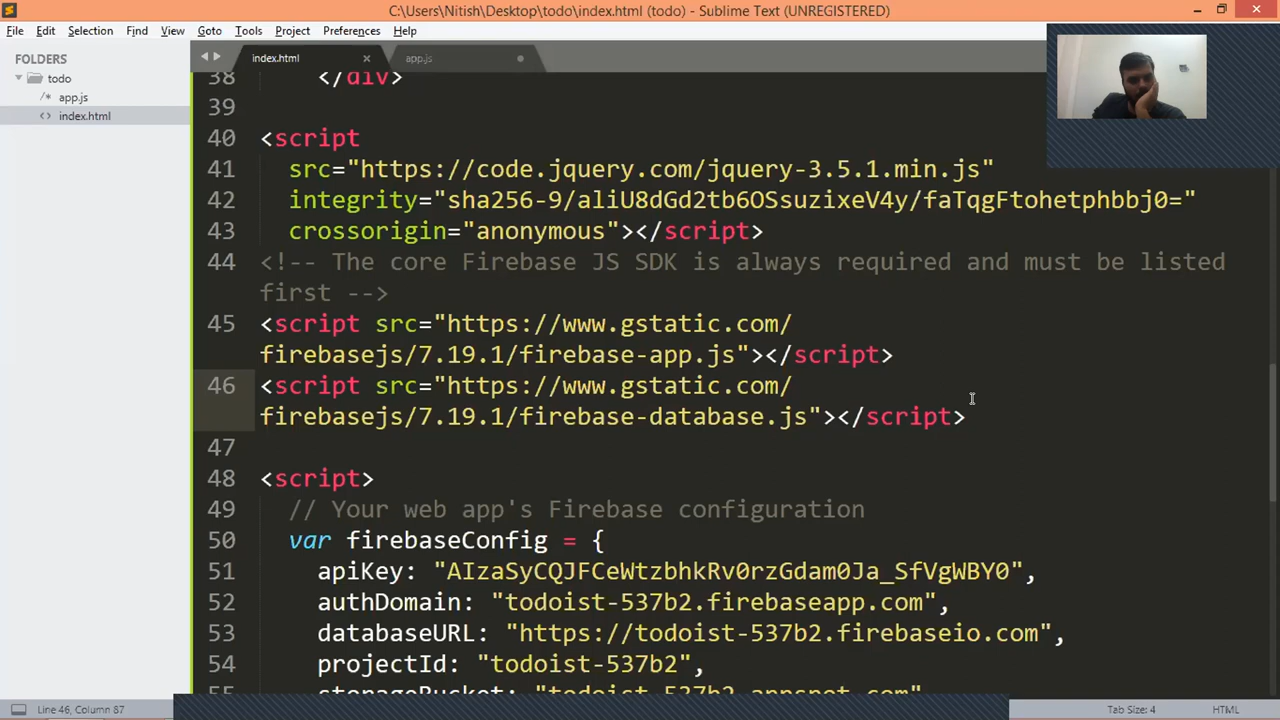 C:\Users\Nitish\Desktop\todo\index.html (todo) - Sublime Text (UNREGISTERED)
File Edit Selection Find View Goto Tools Project Preferences Help
FOLDERS
todo
app.js
index.html
index.html
app.js
38 </div>
39
40 <script
41 src="https://code.jquery.com/jquery-3.5.1.min.js"
42 integrity="sha256-9/aliU8dGd2tb6OSsuzixeV4y/faTqgFtohetphbbj0="
43 crossorigin="anonymous"></script>
44 <!-- The core Firebase JS SDK is always required and must be listed
first -->
45 <script src="https://www.gstatic.com/
firebasejs/7.19.1/firebase-app.js"></script>
46 <script src="https://www.gstatic.com/
firebasejs/7.19.1/firebase-database.js"></script>
47
48 <script>
49 // Your web app's Firebase configuration
50 var firebaseConfig = {
51 apiKey: "AIzaSyCQJFCeWtzbhkRv0rzGdam0Ja_SfVgWBY0",
52 authDomain: "todoist-537b2.firebaseapp.com",
53 databaseURL: "https://todoist-537b2.firebaseio.com",
54 projectId: "todoist-537b2",
55 storageBucket: "todoist-537b2.appspot.com"
Line 46, Column 87
Tab Size: 4
HTML